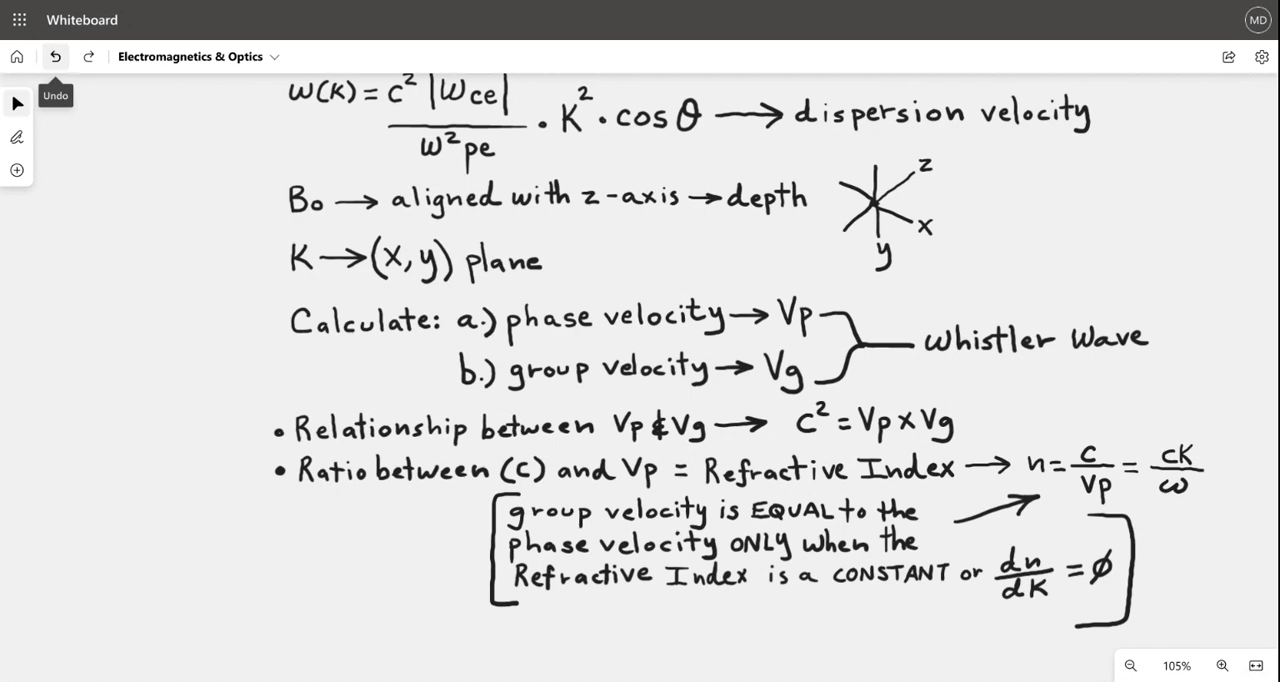 Whiteboard
MD
Electromagnetics & Optics
Undo
ω(K) = c² |Wce| / ω²pe · K² · cos θ → dispersion velocity
Bo → aligned with z-axis → depth
z
x
y
K → (x, y) plane
Calculate: a.) phase velocity → Vp
b.) group velocity → Vg
Whistler Wave
• Relationship between Vp & Vg → c² = Vp x Vg
• Ratio between (c) and Vp = Refractive Index → n = c / Vp = cK / ω
[group velocity is EQUAL to the
phase velocity ONLY when the
Refractive Index is a CONSTANT or dn / dK = ∅]
105%